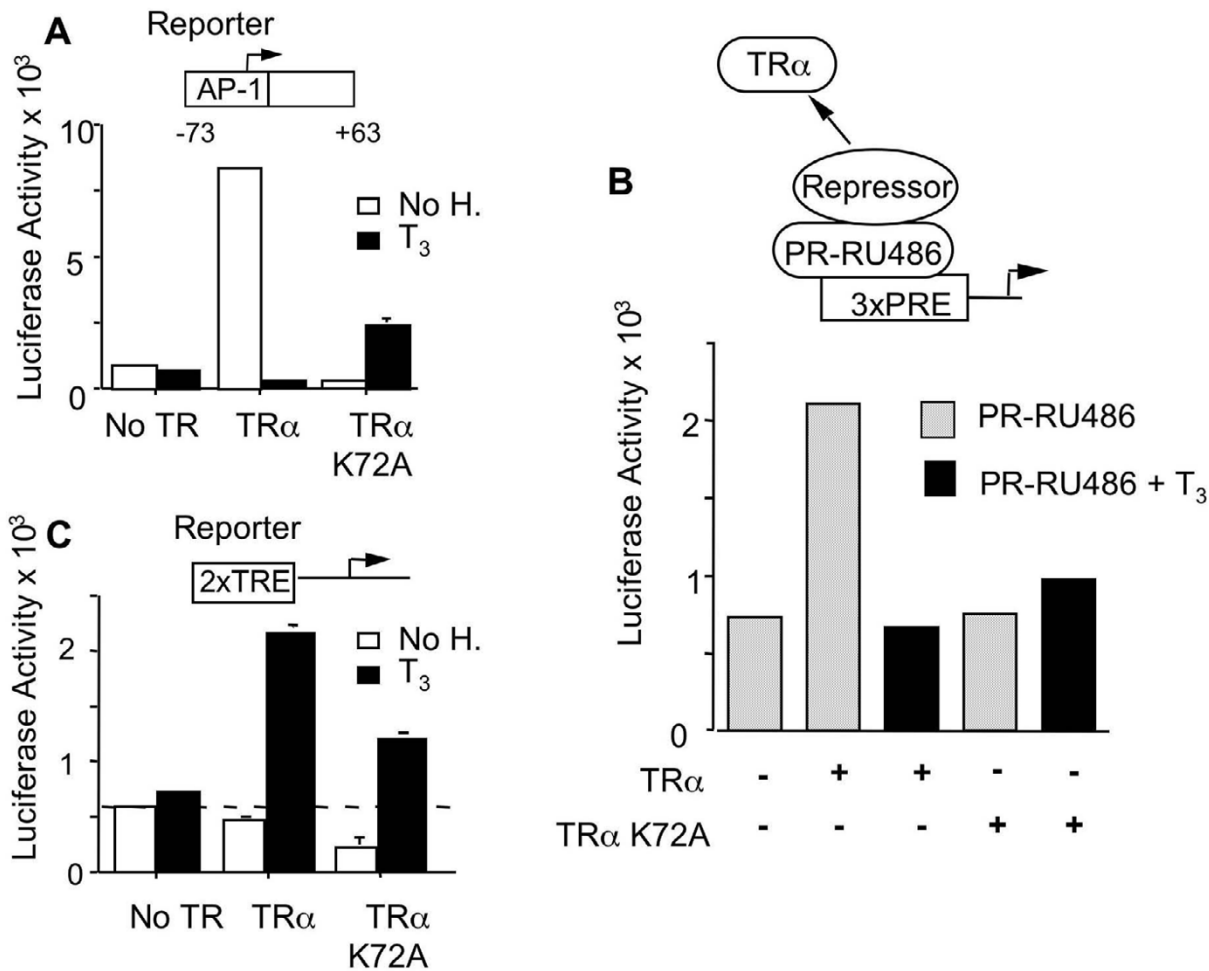 A
Reporter
AP-1
-73 +63
Luciferase Activity x 10³
10
5
0
No H.
T₃
No TR TRα TRα
K72A
B
TRα
Repressor
PR-RU486
3xPRE
Luciferase Activity x 10³
2
1
0
PR-RU486
PR-RU486 + T₃
TRα - + + - -
TRα K72A - - - + +
C
Reporter
2xTRE
Luciferase Activity x 10³
2
1
0
No H.
T₃
No TR TRα TRα
K72A